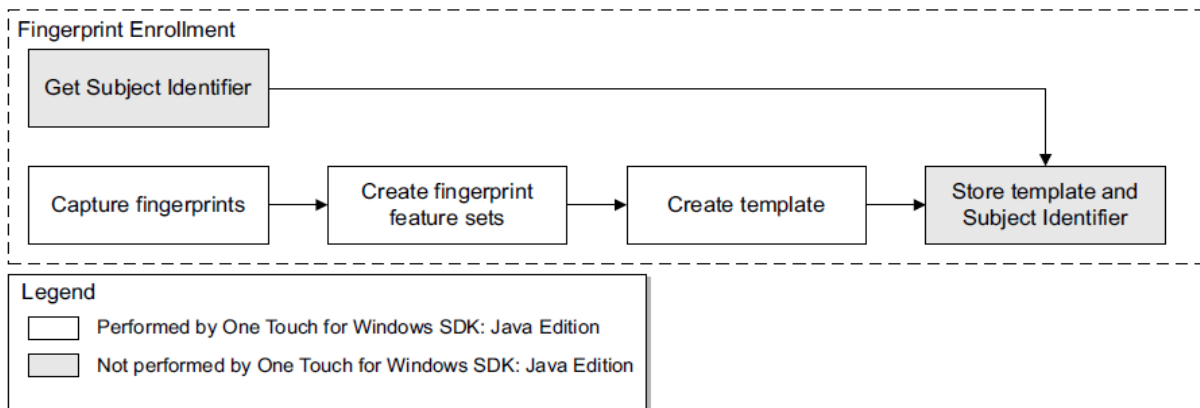 Fingerprint Enrollment
Get Subject Identifier
Capture fingerprints
Create fingerprint
feature sets
Create template
Store template and
Subject Identifier
Legend
Performed by One Touch for Windows SDK: Java Edition
Not performed by One Touch for Windows SDK: Java Edition